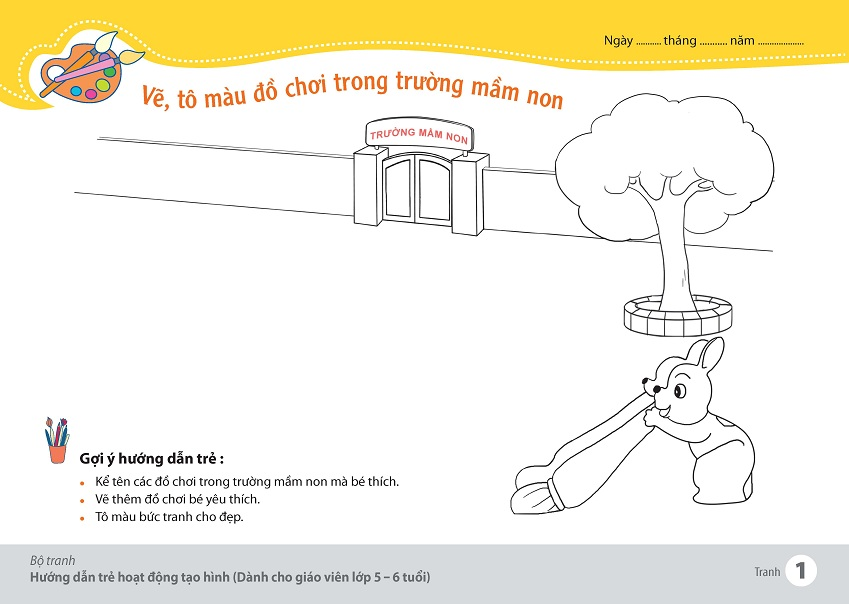 Ngày ........... tháng ........... năm ....................
Vẽ, tô màu đồ chơi trong trường mầm non
TRƯỜNG MẦM NON
Gợi ý hướng dẫn trẻ :
• Kể tên các đồ chơi trong trường mầm non mà bé thích.
• Vẽ thêm đồ chơi bé yêu thích.
• Tô màu bức tranh cho đẹp.
Bộ tranh
Hướng dẫn trẻ hoạt động tạo hình (Dành cho giáo viên lớp 5 – 6 tuổi)
Tranh 1